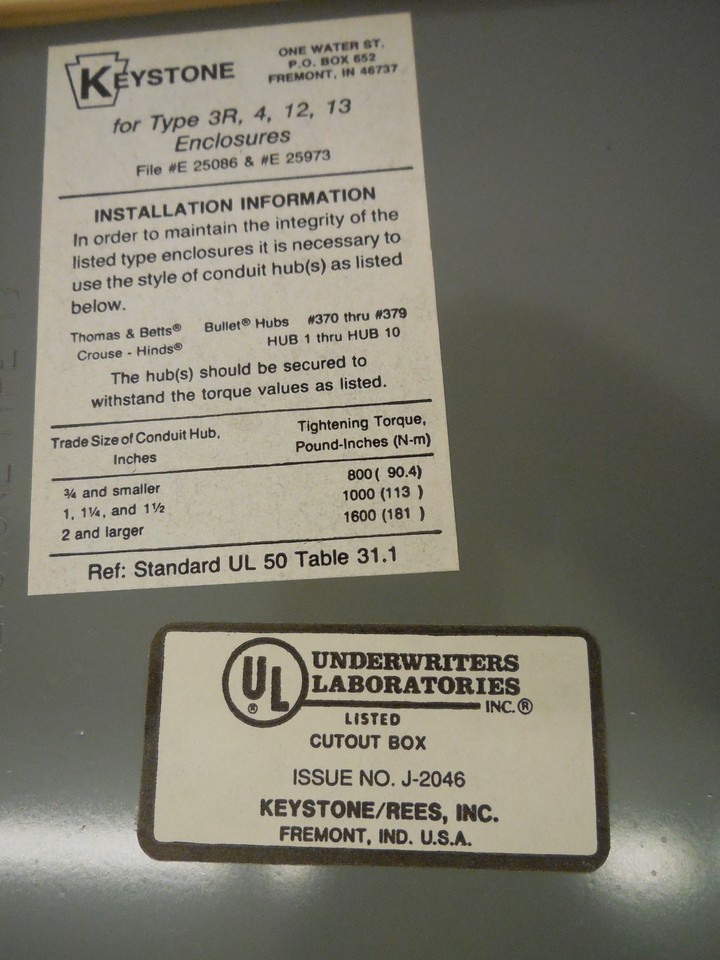 KEYSTONE
ONE WATER ST.
P.O. BOX 652
FREMONT, IN 46737
for Type 3R, 4, 12, 13
Enclosures
File #E 25086 & #E 25973
INSTALLATION INFORMATION
In order to maintain the integrity of the
listed type enclosures it is necessary to
use the style of conduit hub(s) as listed
below.
Thomas & Betts® Bullet® Hubs #370 thru #379
Crouse - Hinds® HUB 1 thru HUB 10
The hub(s) should be secured to
withstand the torque values as listed.
Trade Size of Conduit Hub, Tightening Torque,
Inches Pound-Inches (N-m)
¾ and smaller 800 ( 90.4)
1, 1¼, and 1½ 1000 (113 )
2 and larger 1600 (181 )
Ref: Standard UL 50 Table 31.1
UL®
UNDERWRITERS
LABORATORIES
INC.®
LISTED
CUTOUT BOX
ISSUE NO. J-2046
KEYSTONE/REES, INC.
FREMONT, IND. U.S.A.